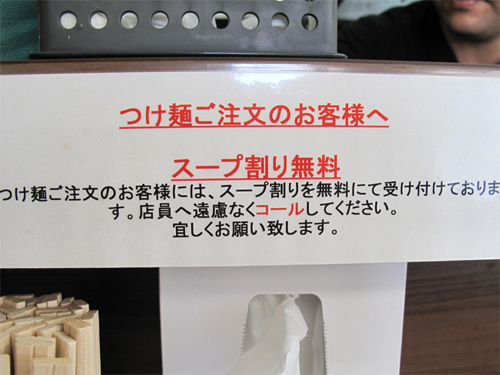 つけ麺ご注文のお客様へ
スープ割り無料
つけ麺ご注文のお客様には、スープ割りを無料にて受け付けておりま
す。店員へ遠慮なくコールしてください。
宜しくお願い致します。